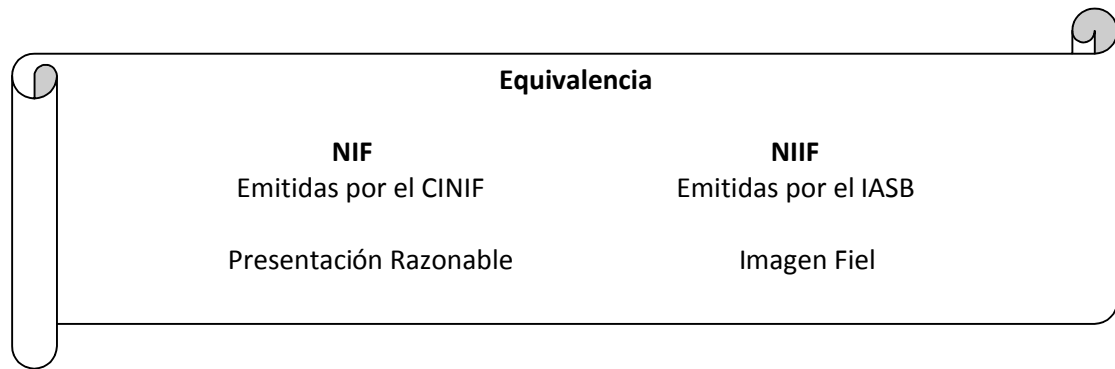 Equivalencia
NIF NIIF
Emitidas por el CINIF Emitidas por el IASB
Presentación Razonable Imagen Fiel